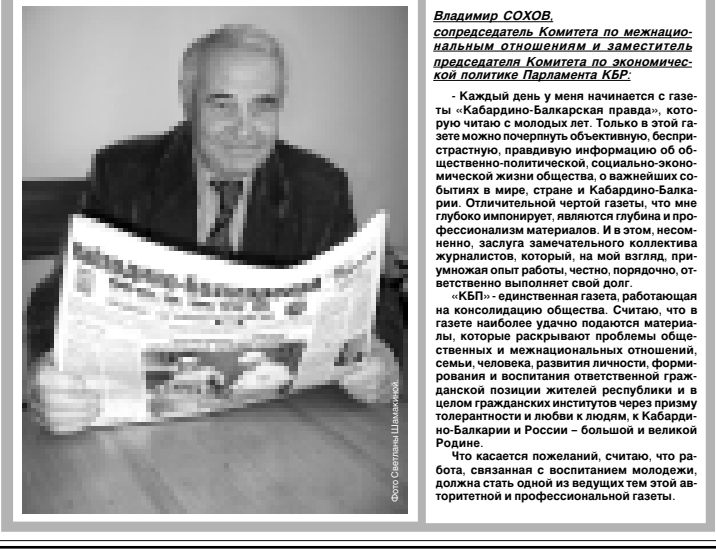 Владимир СОХОВ,
сопредседатель Комитета по межнацио-
нальным отношениям и заместитель
председателя Комитета по экономичес-
кой политике Парламента КБР:
- Каждый день у меня начинается с газе-
ты «Кабардино-Балкарская правда», кото-
рую читаю с молодых лет. Только в этой га-
зете можно почерпнуть объективную, беспри-
страстную, правдивую информацию об об-
щественно-политической, социально-эконо-
мической жизни общества, о важнейших со-
бытиях в мире, стране и Кабардино-Балка-
рии. Отличительной чертой газеты, что мне
глубоко импонирует, являются глубина и про-
фессионализм материалов. И в этом, несом-
ненно, заслуга замечательного коллектива
журналистов, который, на мой взгляд, при-
умножая опыт работы, честно, порядочно, от-
ветственно выполняет свой долг.
«КБП» - единственная газета, работающая
на консолидацию общества. Считаю, что в
газете наиболее удачно подаются материа-
лы, которые раскрывают проблемы обще-
ственных и межнациональных отношений,
семьи, человека, развития личности, форми-
рования и воспитания ответственной граж-
данской позиции жителей республики и в
целом гражданских институтов через призму
толерантности и любви к людям, к Кабарди-
но-Балкарии и России – большой и великой
Родине.
Что касается пожеланий, считаю, что ра-
бота, связанная с воспитанием молодежи,
должна стать одной из ведущих тем этой ав-
торитетной и профессиональной газеты.
Фото Светланы Шамакиной.